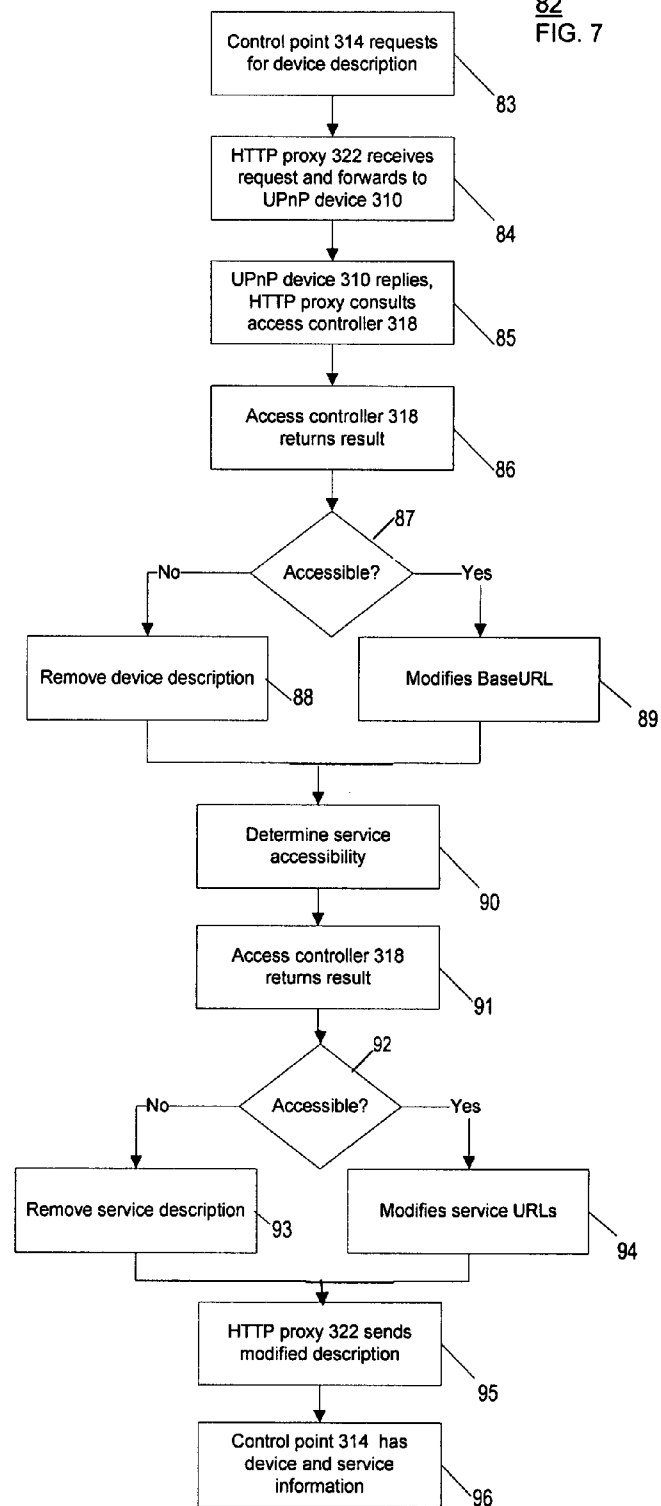 82
FIG. 7
Control point 314 requests
for device description
83
HTTP proxy 322 receives
request and forwards to
UPnP device 310
84
UPnP device 310 replies,
HTTP proxy consults
access controller 318
85
Access controller 318
returns result
86
87
Accessible?
No
Yes
Remove device description
88
Modifies BaseURL
89
Determine service
accessibility
90
Access controller 318
returns result
91
92
Accessible?
No
Yes
Remove service description
93
Modifies service URLs
94
HTTP proxy 322 sends
modified description
95
Control point 314 has
device and service
information
96